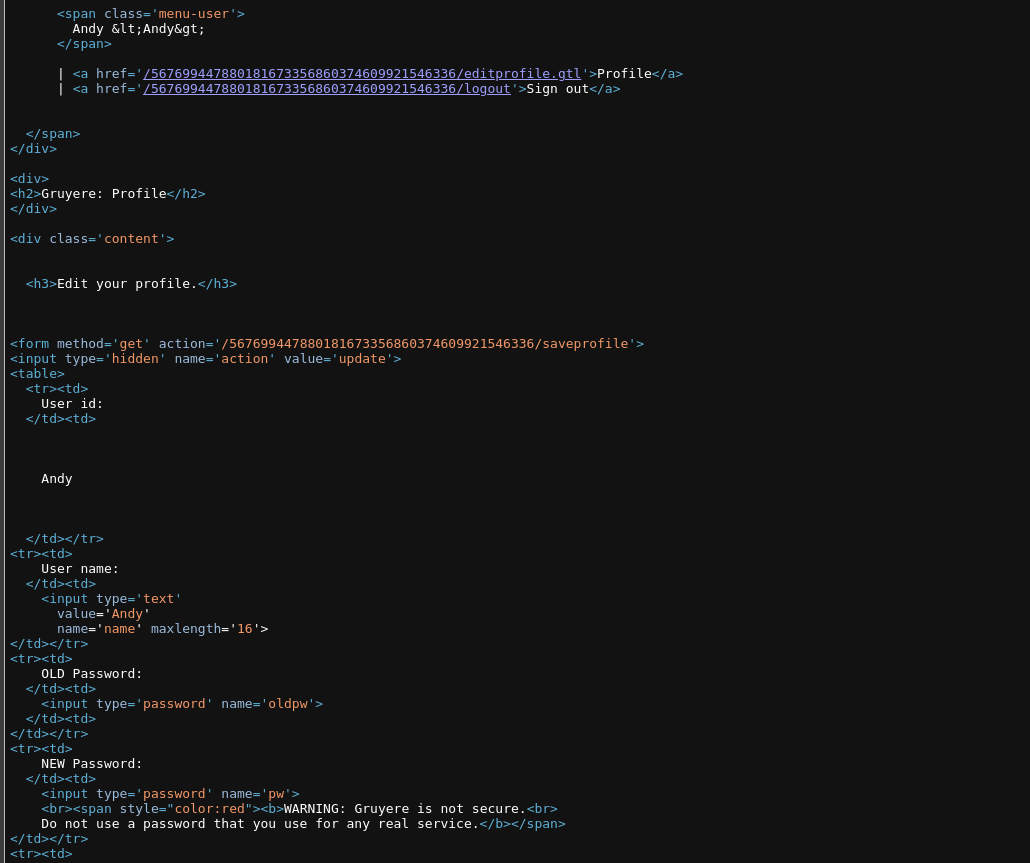 <span class='menu-user'>
Andy &lt;Andy&gt;
</span>
| <a href='/567699447880181673356860374609921546336/editprofile.gtl'>Profile</a>
| <a href='/567699447880181673356860374609921546336/logout'>Sign out</a>
</span>
</div>
<div>
<h2>Gruyere: Profile</h2>
</div>
<div class='content'>
<h3>Edit your profile.</h3>
<form method='get' action='/567699447880181673356860374609921546336/saveprofile'>
<input type='hidden' name='action' value='update'>
<table>
<tr><td>
User id:
</td><td>
Andy
</td></tr>
<tr><td>
User name:
</td><td>
<input type='text'
value='Andy'
name='name' maxlength='16'>
</td></tr>
<tr><td>
OLD Password:
</td><td>
<input type='password' name='oldpw'>
</td><td>
</td></tr>
<tr><td>
NEW Password:
</td><td>
<input type='password' name='pw'>
<br><span style="color:red"><b>WARNING: Gruyere is not secure.<br>
Do not use a password that you use for any real service.</b></span>
</td></tr>
<tr><td>